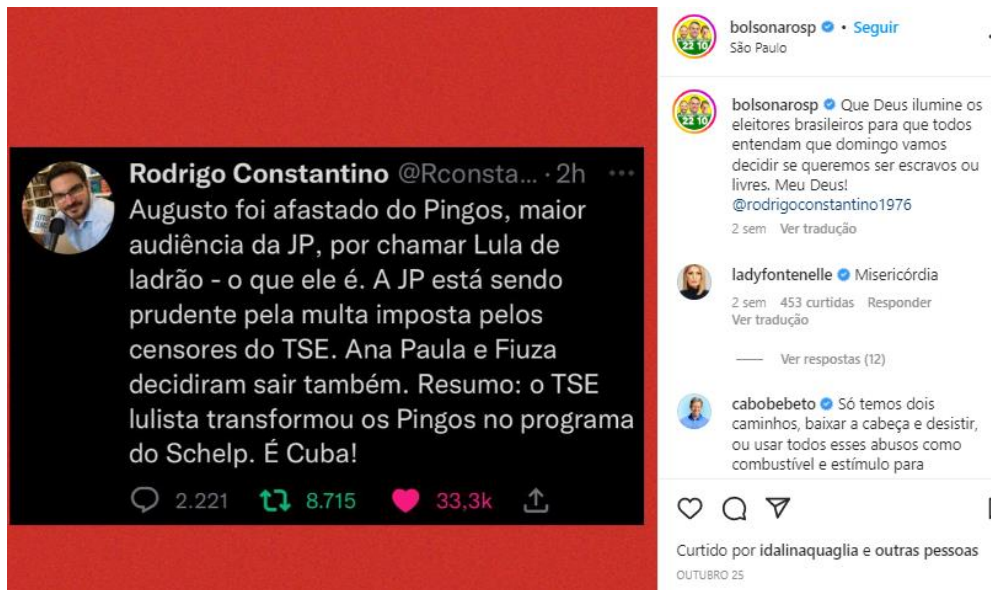 Rodrigo Constantino @Rconsta... · 2h
Augusto foi afastado do Pingos, maior
audiência da JP, por chamar Lula de
ladrão - o que ele é. A JP está sendo
prudente pela multa imposta pelos
censores do TSE. Ana Paula e Fiuza
decidiram sair também. Resumo: o TSE
lulista transformou os Pingos no programa
do Schelp. É Cuba!
2.221 8.715 33,3k
bolsonarosp • Seguir
São Paulo
bolsonarosp Que Deus ilumine os
eleitores brasileiros para que todos
entendam que domingo vamos
decidir se queremos ser escravos ou
livres. Meu Deus!
@rodrigoconstantino1976
2 sem Ver tradução
ladyfontenelle Misericórdia
2 sem 453 curtidas Responder
Ver tradução
Ver respostas (12)
cabobebeto Só temos dois
caminhos, baixar a cabeça e desistir,
ou usar todos esses abusos como
combustível e estímulo para
Curtido por idalinaquaglia e outras pessoas
OUTUBRO 25